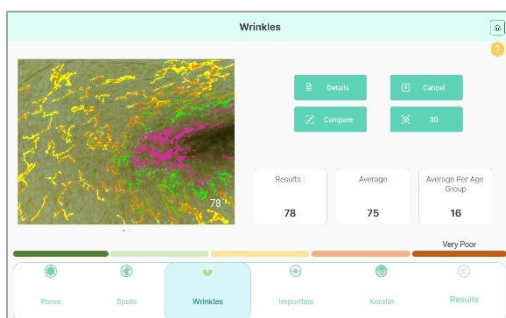 Wrinkles
?
Details
Cancel
Compare
3D
78
Results :
78
Average
75
Average Per Age
Group
16
Very Poor
Pores
Spots
Wrinkles
Impurities
Keratin
Results